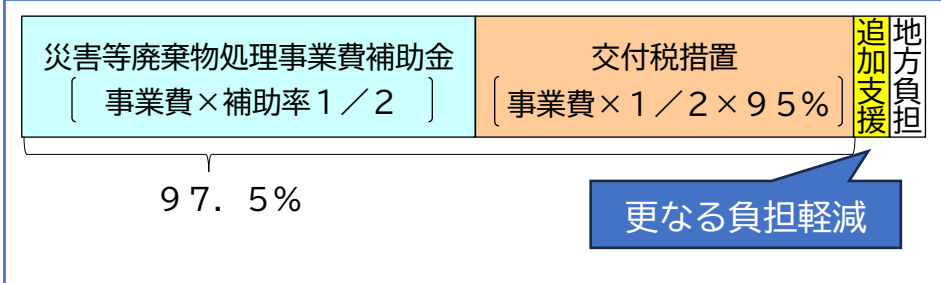 災害等廃棄物処理事業費補助金
事業費×補助率１／２
交付税措置
事業費×１／２×９５％
追加支援
地方負担
９７．５％
更なる負担軽減